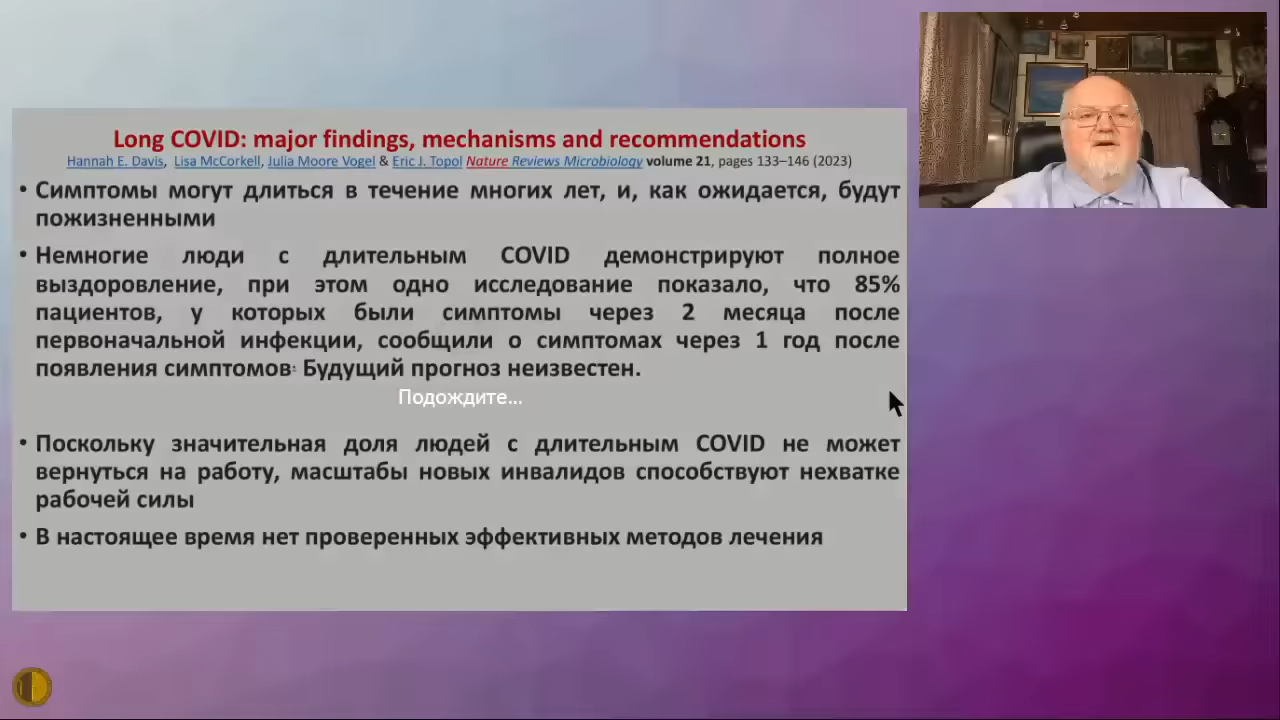 Long COVID: major findings, mechanisms and recommendations
Hannah E. Davis, Lisa McCorkell, Julia Moore Vogel & Eric J. Topol Nature Reviews Microbiology volume 21, pages 133–146 (2023)
• Симптомы могут длиться в течение многих лет, и, как ожидается, будут
пожизненными
• Немногие люди с длительным COVID демонстрируют полное
выздоровление, при этом одно исследование показало, что 85%
пациентов, у которых были симптомы через 2 месяца после
первоначальной инфекции, сообщили о симптомах через 1 год после
появления симптомов. Будущий прогноз неизвестен.
Подождите...
• Поскольку значительная доля людей с длительным COVID не может
вернуться на работу, масштабы новых инвалидов способствуют нехватке
рабочей силы
• В настоящее время нет проверенных эффективных методов лечения